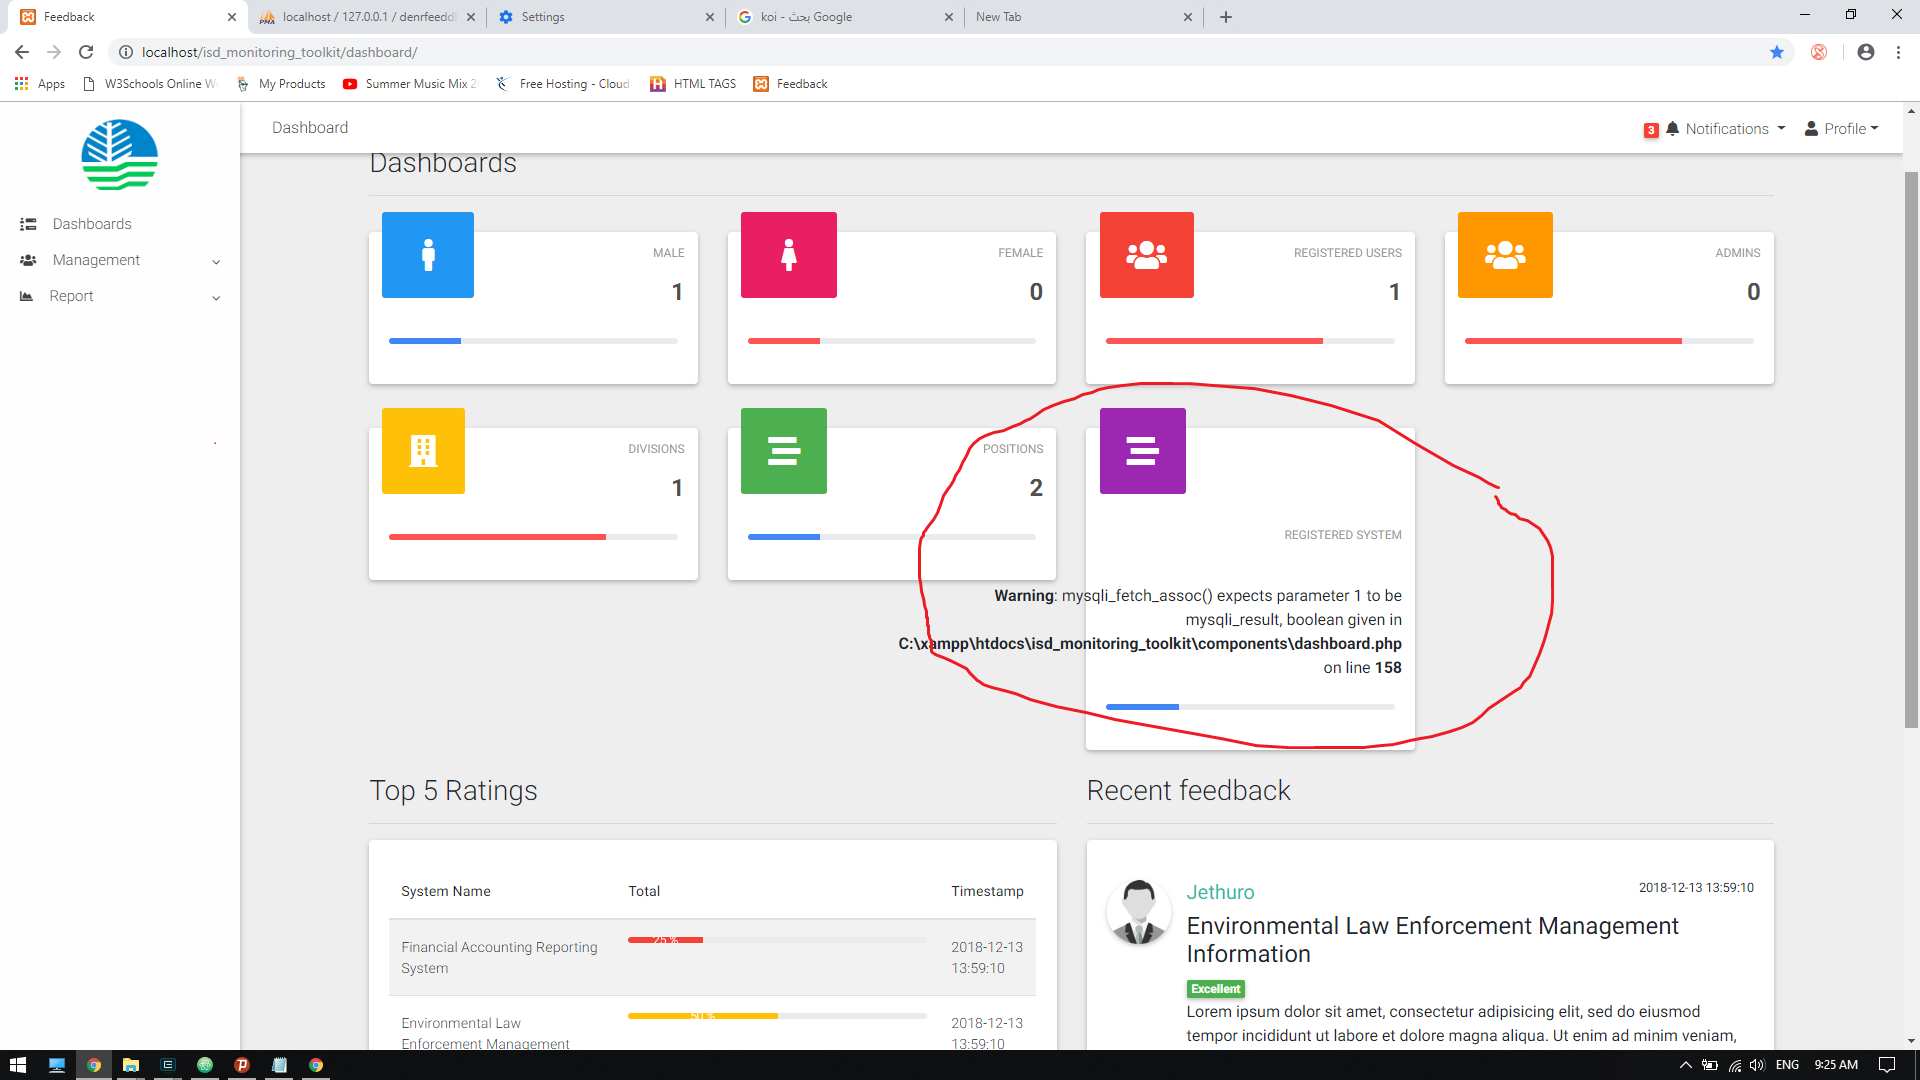 Feedback
localhost / 127.0.0.1 / denrfeedd
Settings
koi - بحث Google
New Tab
localhost/isd_monitoring_toolkit/dashboard/
Apps
W3Schools Online W
My Products
Summer Music Mix 2
Free Hosting - Cloud
HTML TAGS
Feedback
Dashboard
3 Notifications
Profile
Dashboards
Management
Report
Dashboards
MALE
1
FEMALE
0
REGISTERED USERS
1
ADMINS
0
DIVISIONS
1
POSITIONS
2
REGISTERED SYSTEM
Warning: mysqli_fetch_assoc() expects parameter 1 to be
mysqli_result, boolean given in
C:\xampp\htdocs\isd_monitoring_toolkit\components\dashboard.php
on line 158
Top 5 Ratings
System Name Total Timestamp
Financial Accounting Reporting
System
25 %
2018-12-13
13:59:10
Environmental Law
Enforcement Management
50 %
2018-12-13
13:59:10
Recent feedback
Jethuro
2018-12-13 13:59:10
Environmental Law Enforcement Management
Information
Excellent
Lorem ipsum dolor sit amet, consectetur adipisicing elit, sed do eiusmod
tempor incididunt ut labore et dolore magna aliqua. Ut enim ad minim veniam,
ENG
9:25 AM